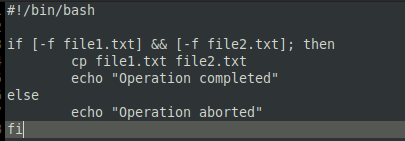 #!/bin/bash
if [-f file1.txt] && [-f file2.txt]; then
        cp file1.txt file2.txt
        echo "Operation completed"
else
        echo "Operation aborted"
fi